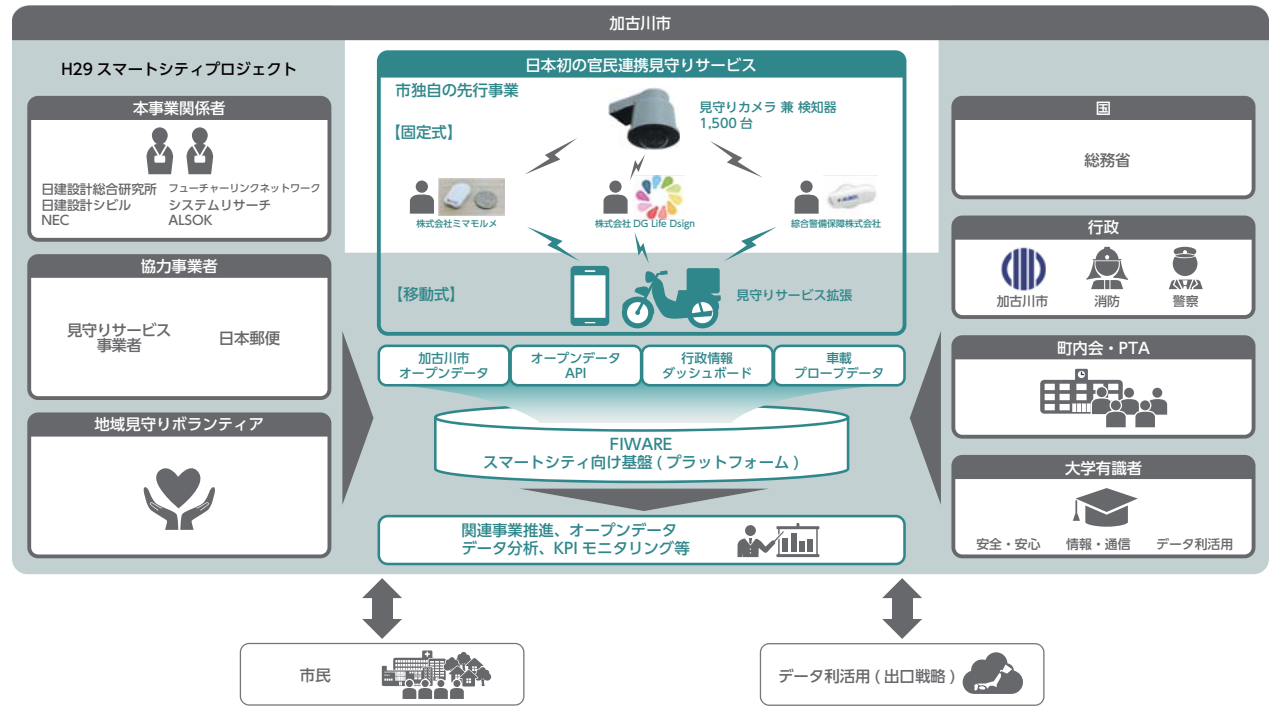 加古川市
H29 スマートシティプロジェクト
本事業関係者
日建設計総合研究所 フューチャーリンクネットワーク
日建設計シビル システムリサーチ
NEC ALSOK
協力事業者
見守りサービス
事業者
日本郵便
地域見守りボランティア
日本初の官民連携見守りサービス
市独自の先行事業
【固定式】
見守りカメラ 兼 検知器
1,500 台
株式会社ミマモルメ
株式会社 DG Life Dsign
綜合警備保障株式会社
【移動式】
見守りサービス拡張
加古川市
オープンデータ
オープンデータ
API
行政情報
ダッシュボード
車載
プローブデータ
FIWARE
スマートシティ向け基盤 ( プラットフォーム )
関連事業推進、オープンデータ
データ分析、KPI モニタリング等
国
総務省
行政
加古川市
消防
警察
町内会・PTA
大学有識者
安全・安心
情報・通信
データ利活用
市民
データ利活用 ( 出口戦略 )